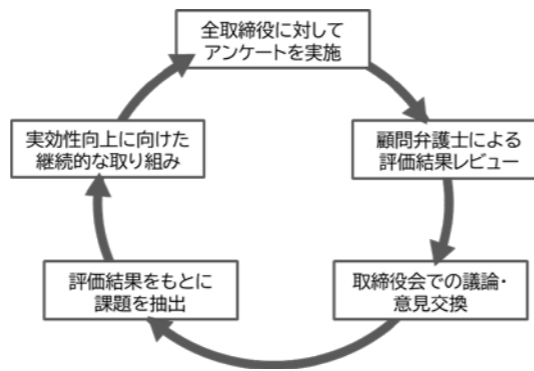 全取締役に対して
アンケートを実施
顧問弁護士による
評価結果レビュー
取締役会での議論・
意見交換
評価結果をもとに
課題を抽出
実効性向上に向けた
継続的な取り組み